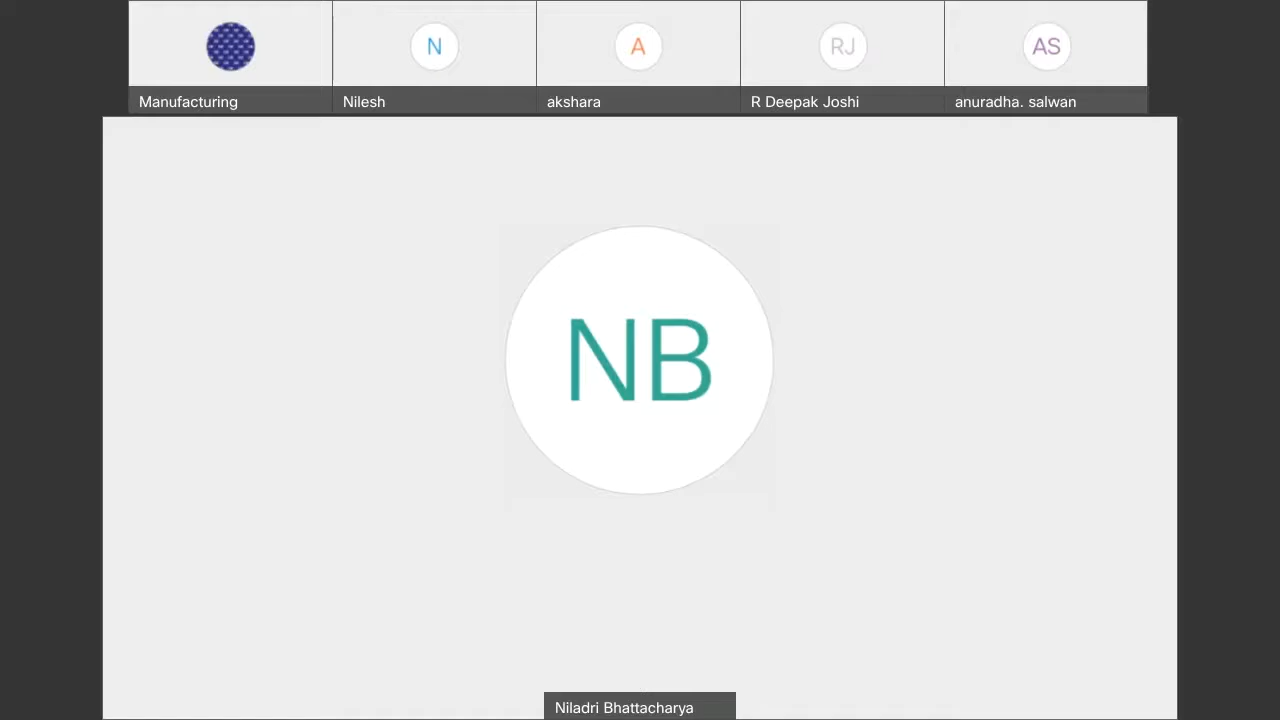 N
A
RJ
AS
Manufacturing
Nilesh
akshara
R Deepak Joshi
anuradha. salwan
NB
Niladri Bhattacharya